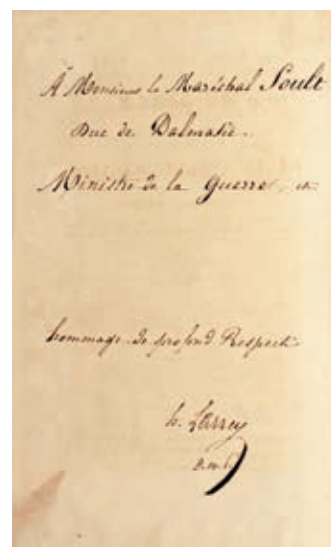 À Monsieur le Maréchal Soult
Duc de Dalmatie.
Ministre de la Guerre, &a
hommage de profond Respect.
h. Larrey
D.m.P.